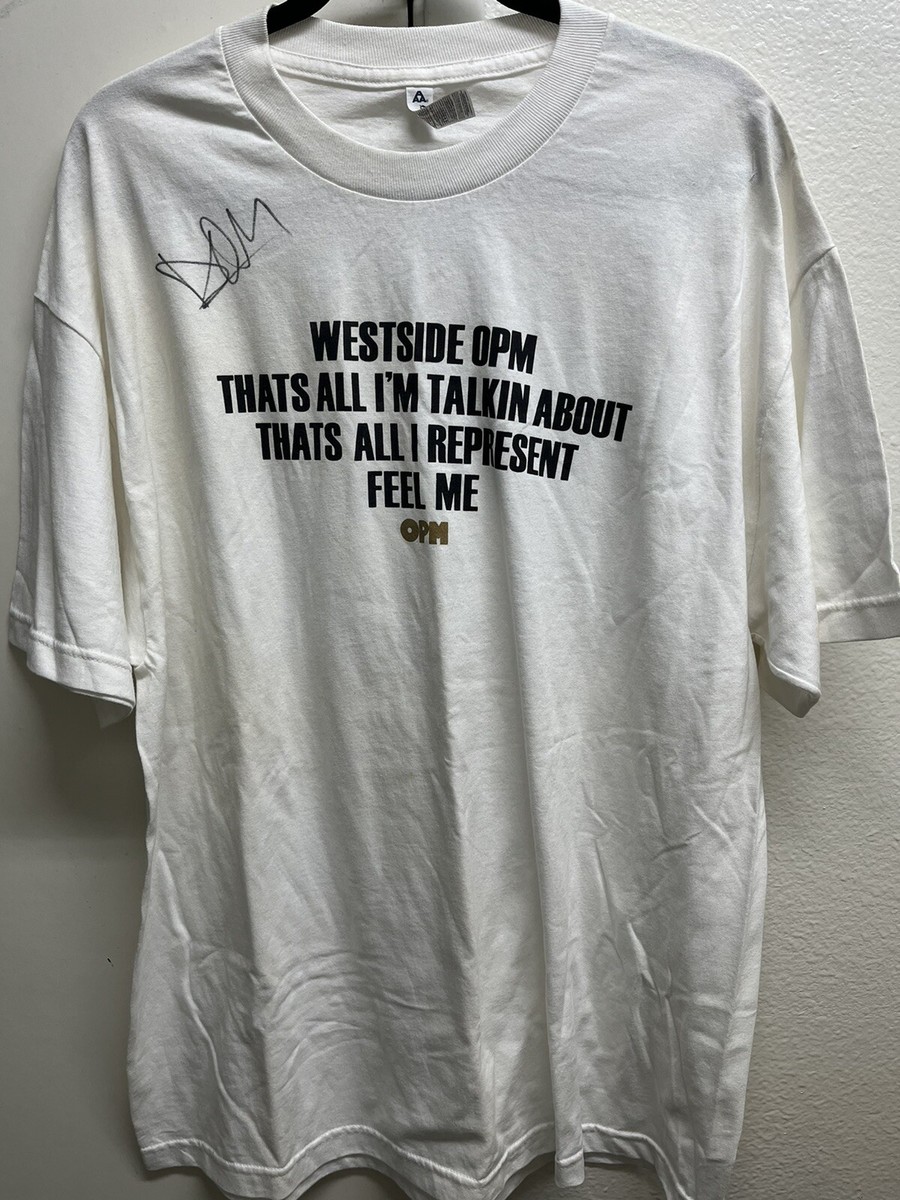 WESTSIDE OPM
THATS ALL I'M TALKIN ABOUT
THATS ALL I REPRESENT
FEEL ME
OPM